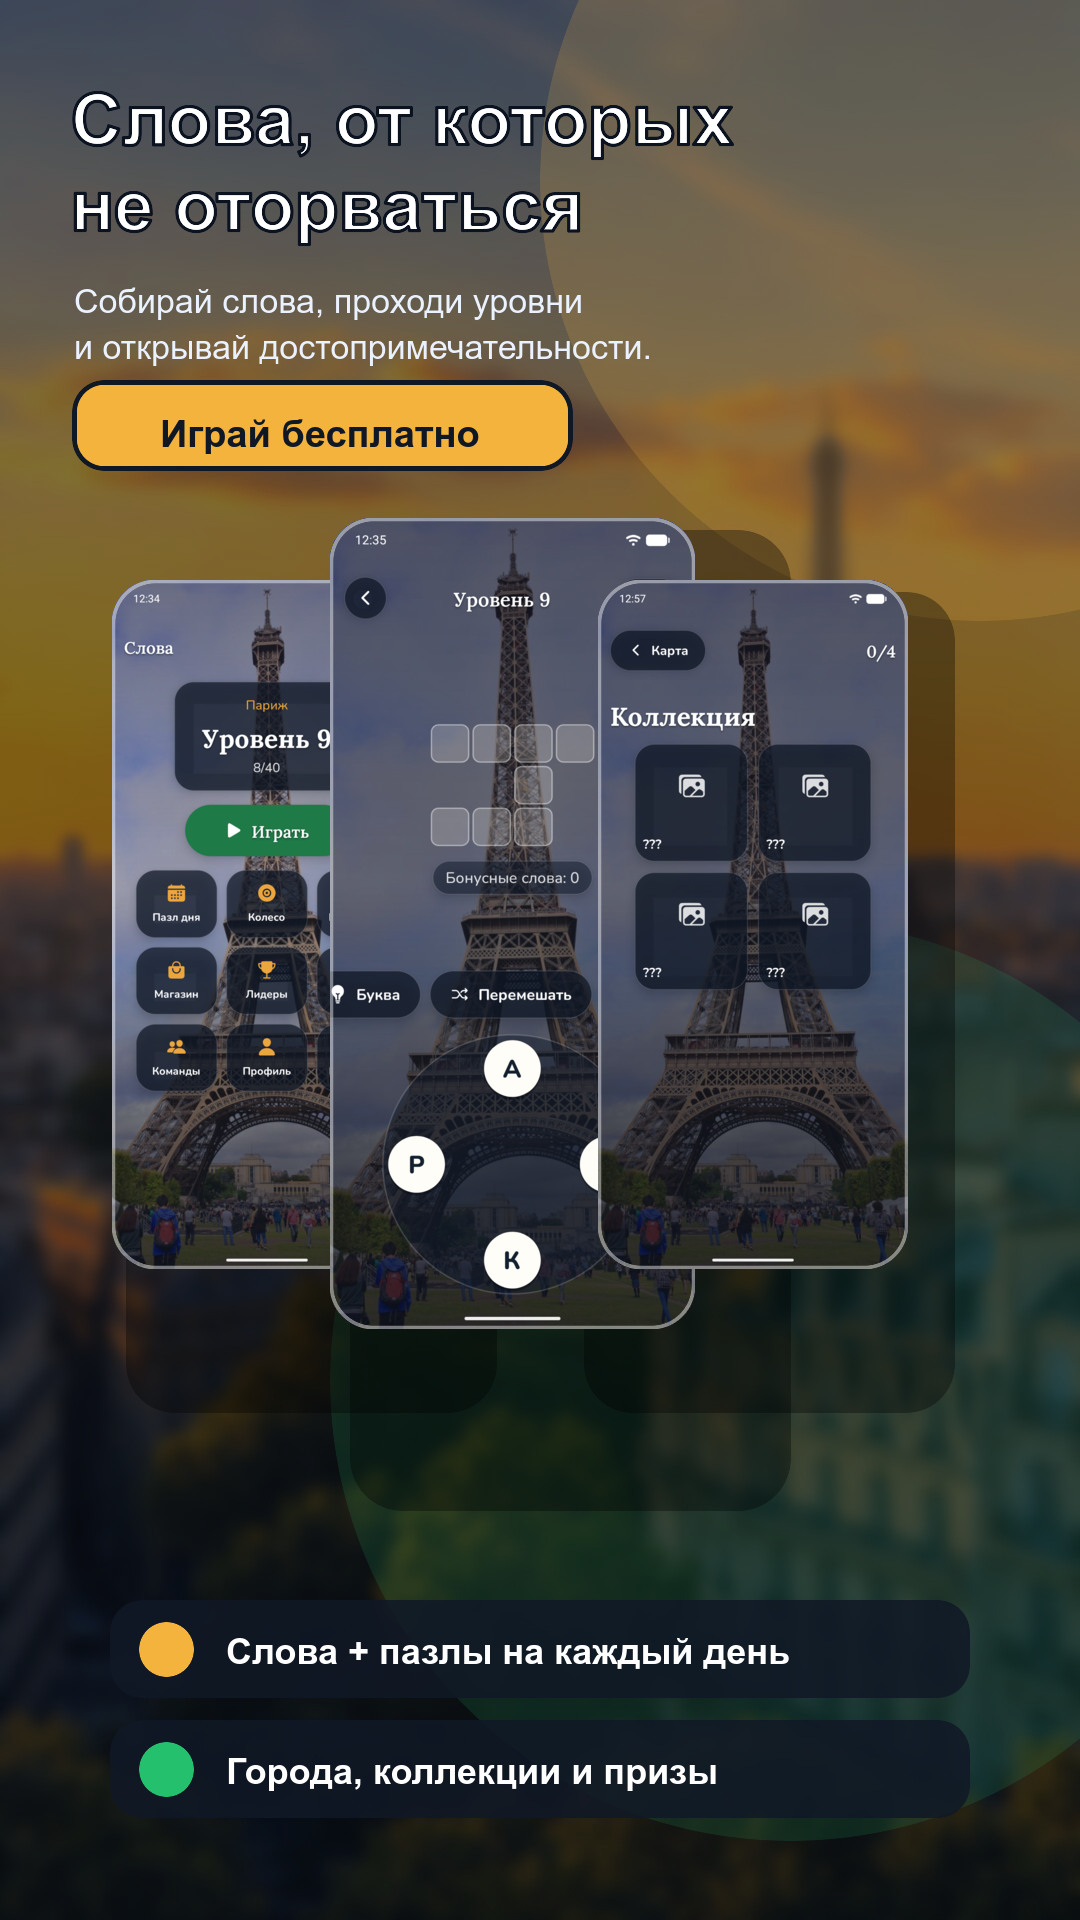 Слова, от которых
не оторваться
Собирай слова, проходи уровни
и открывай достопримечательности.
Играй бесплатно
12:34
Слова
Париж
Уровень 9
8/40
Играть
Пазл дня
Колесо
Магазин
Лидеры
Команды
Профиль
12:35
Уровень 9
Бонусные слова: 0
Буква
Перемешать
А
Р
К
12:57
Карта
0/4
Коллекция
???
???
???
???
Слова + пазлы на каждый день
Города, коллекции и призы